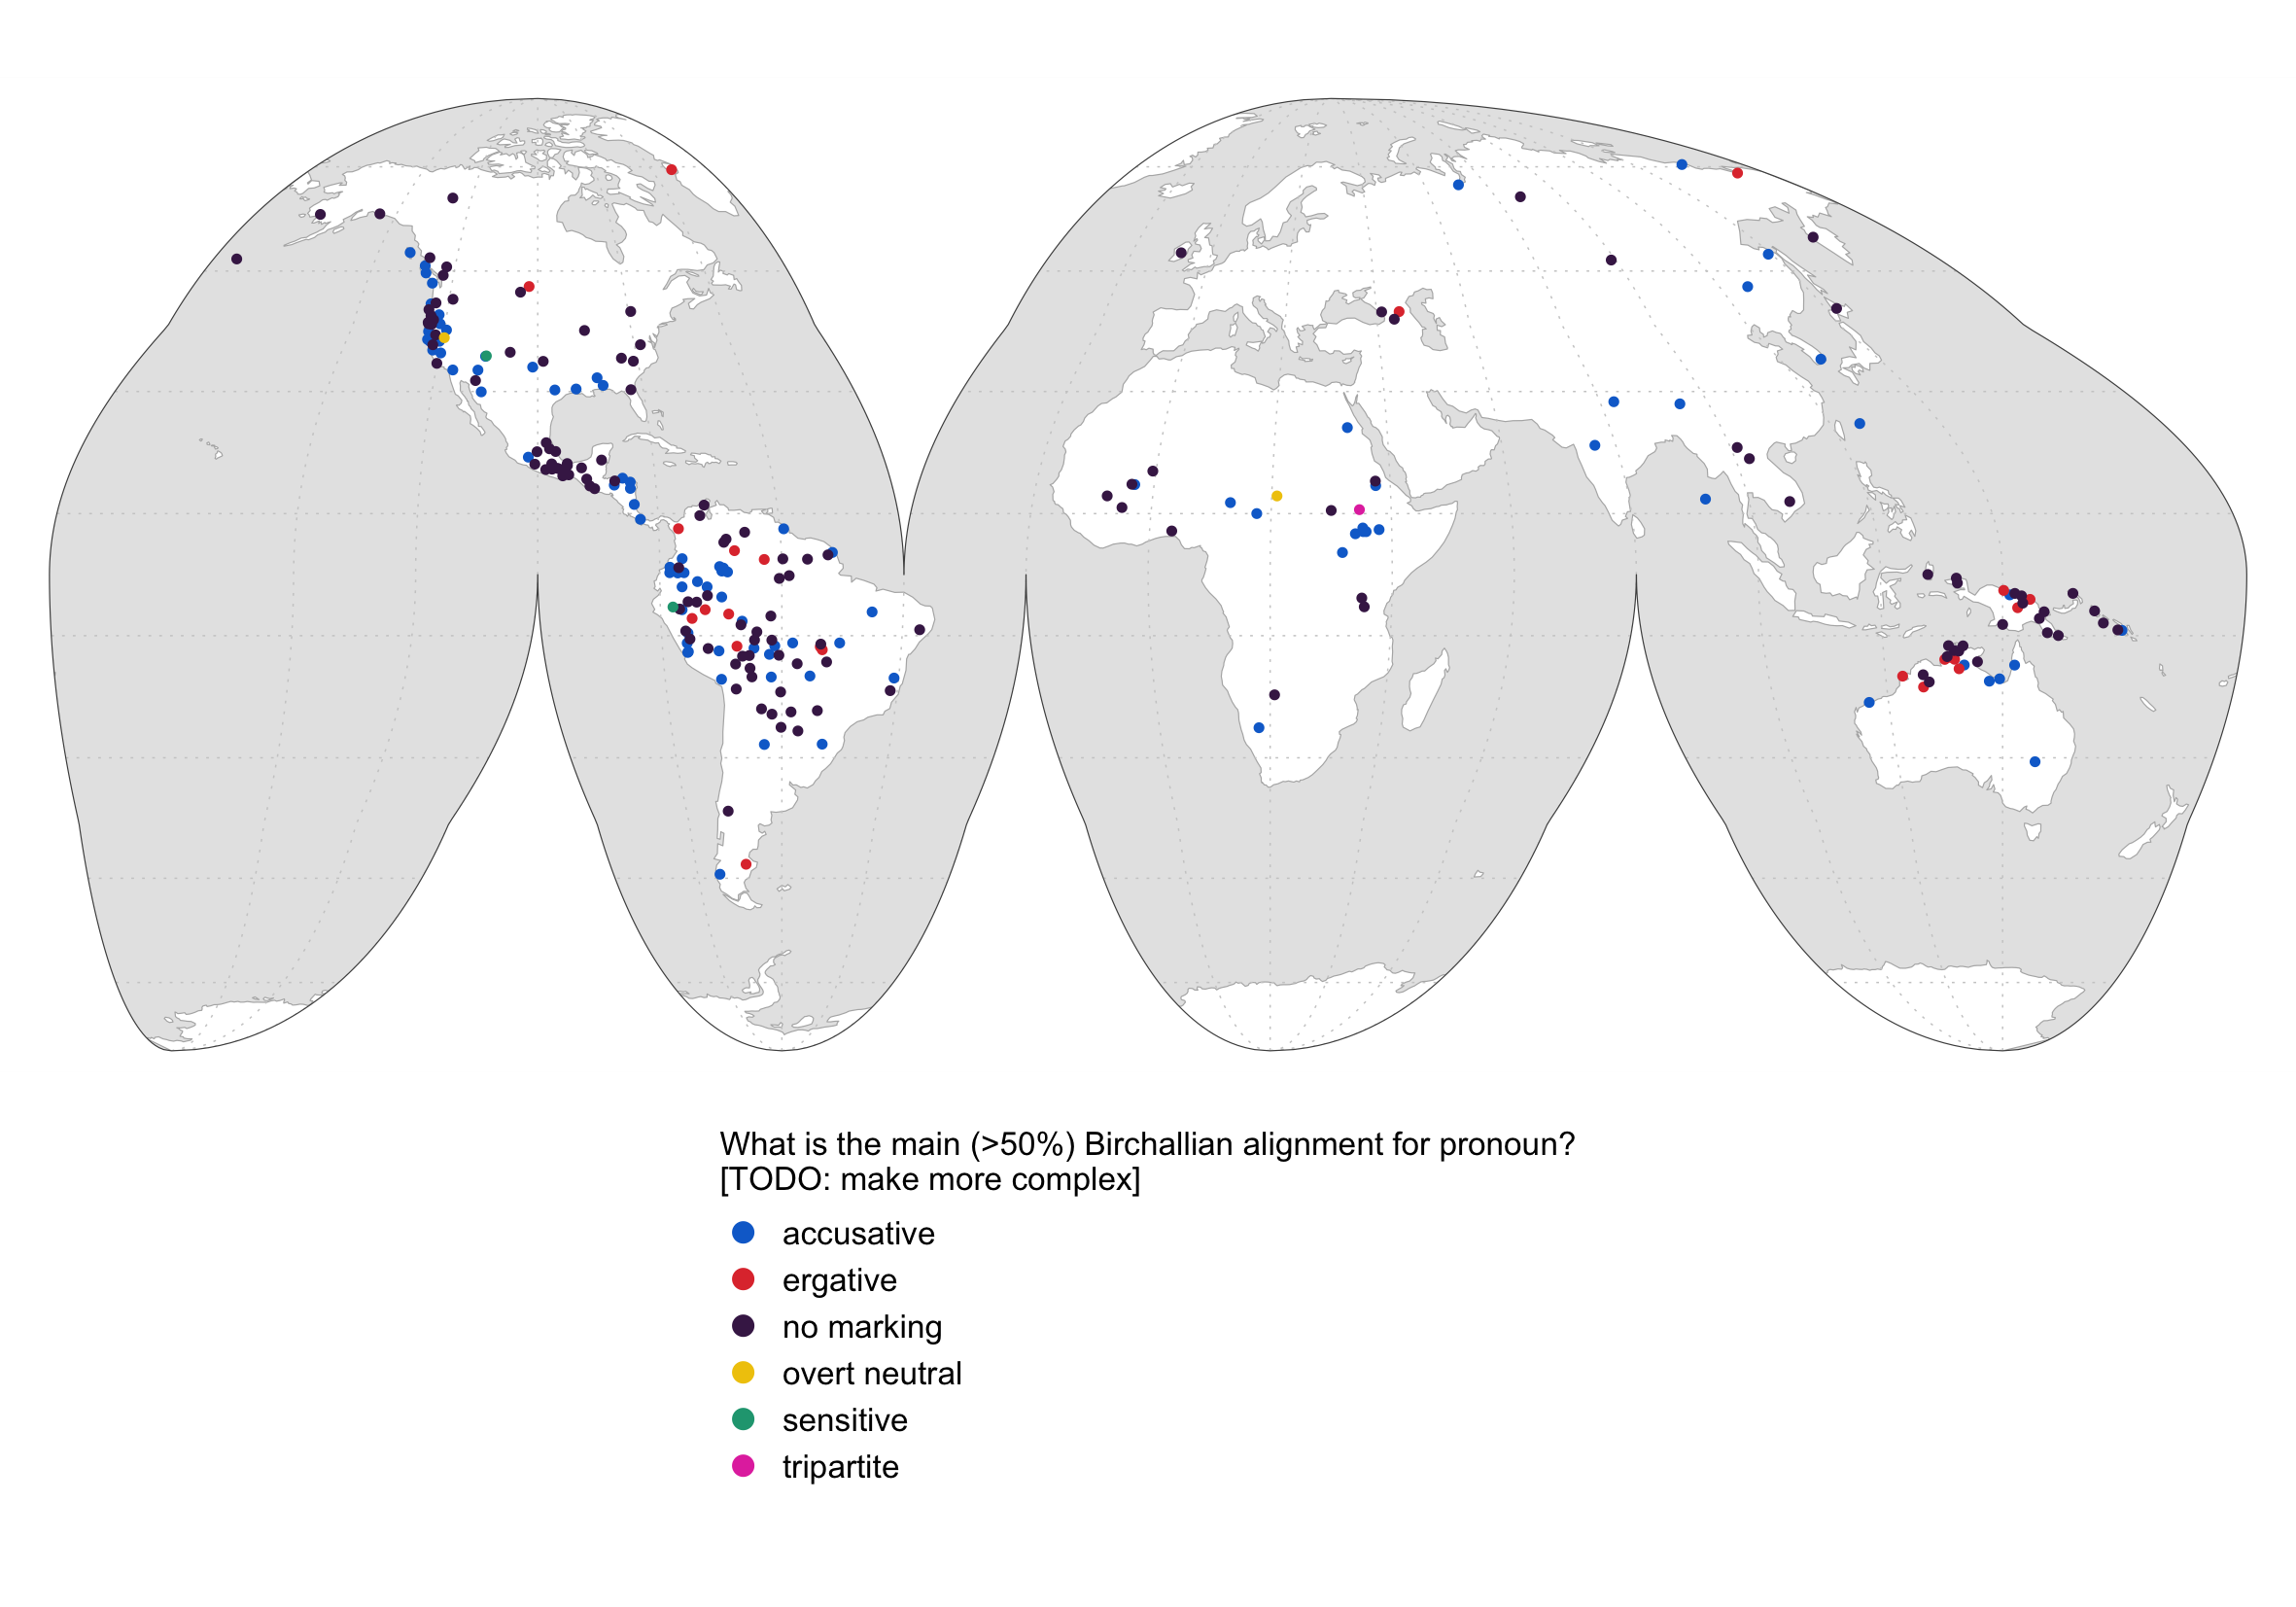 What is the main (>50%) Birchallian alignment for pronoun?
[TODO: make more complex]
accusative
ergative
no marking
overt neutral
sensitive
tripartite